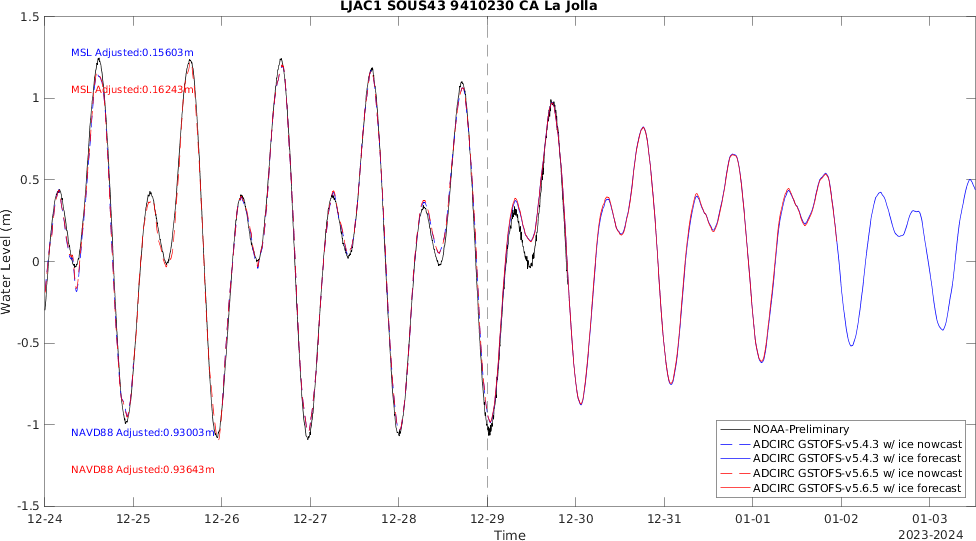 LJAC1 SOUS43 9410230 CA La Jolla
1.5
1
0.5
0
-0.5
-1
-1.5
Water Level (m)
MSL Adjusted:0.15603m
MSL Adjusted:0.16243m
NAVD88 Adjusted:0.93003m
NAVD88 Adjusted:0.93643m
NOAA-Preliminary
ADCIRC GSTOFS-v5.4.3 w/ ice nowcast
ADCIRC GSTOFS-v5.4.3 w/ ice forecast
ADCIRC GSTOFS-v5.6.5 w/ ice nowcast
ADCIRC GSTOFS-v5.6.5 w/ ice forecast
12-24 12-25 12-26 12-27 12-28 12-29 12-30 12-31 01-01 01-02 01-03
Time
2023-2024